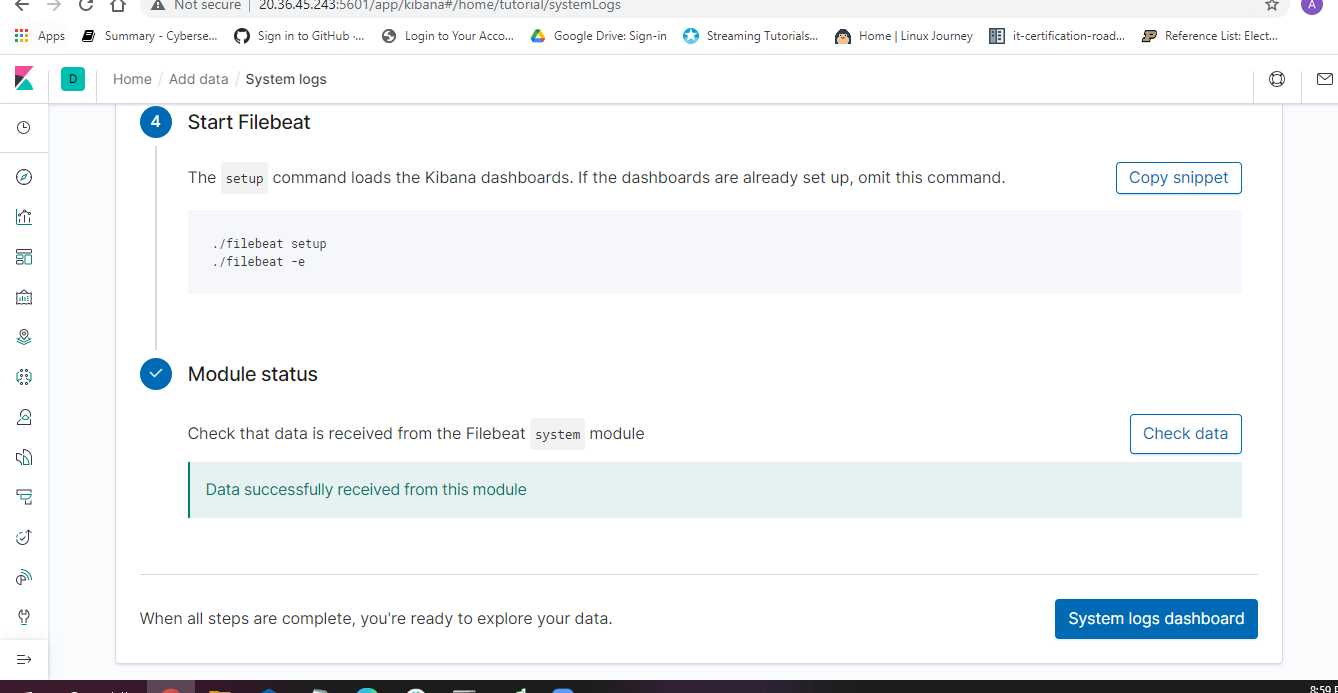 Not secure | 20.36.45.243:5601/app/kibana#/home/tutorial/systemLogs
A
Apps Summary - Cyberse... Sign in to GitHub ·... Login to Your Acco... Google Drive: Sign-in Streaming Tutorials... Home | Linux Journey it-certification-road... Reference List: Elect...
D Home / Add data / System logs
4 Start Filebeat
The setup command loads the Kibana dashboards. If the dashboards are already set up, omit this command.
Copy snippet
./filebeat setup
./filebeat -e
Module status
Check that data is received from the Filebeat system module
Check data
Data successfully received from this module
When all steps are complete, you're ready to explore your data.
System logs dashboard
8:59